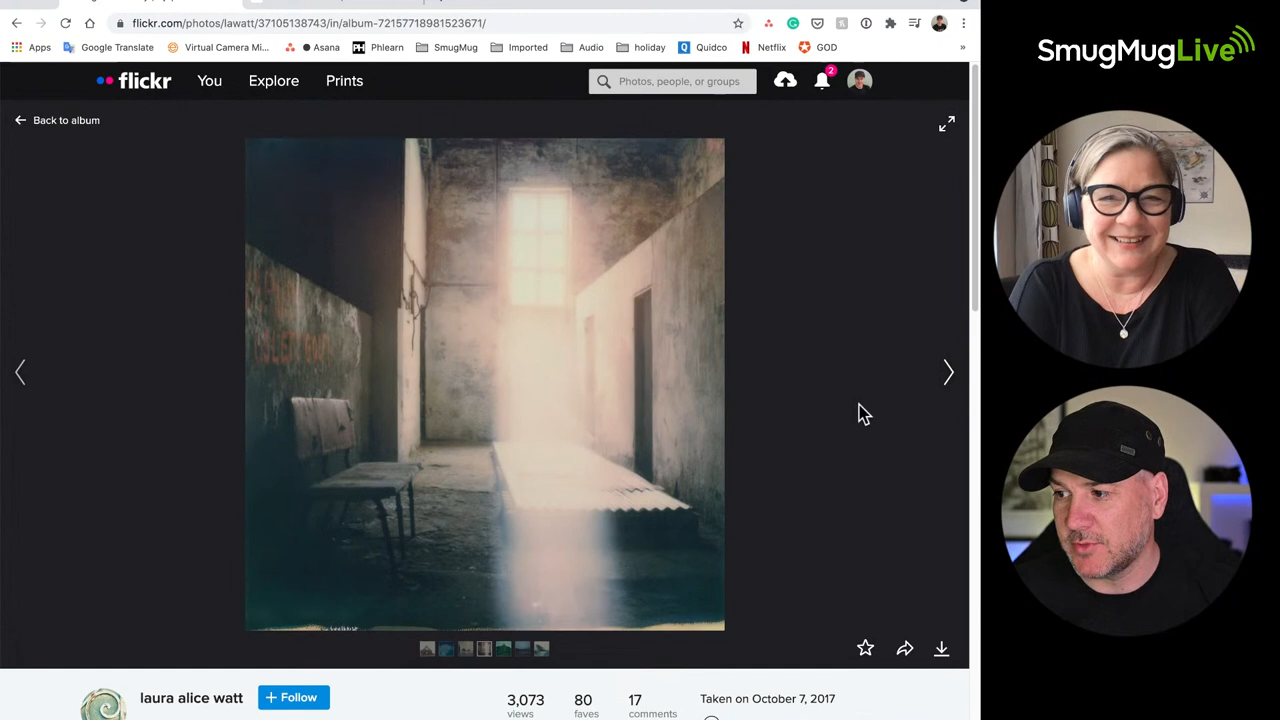 flickr.com/photos/lawatt/37105138743/in/album-72157718981523671/
Apps Google Translate Virtual Camera Mi... Asana PH Phlearn SmugMug Imported Audio holiday Q Quidco N Netflix GOD »
flickr You Explore Prints Photos, people, or groups 2
Back to album
SmugMugLive
laura alice watt + Follow
3,073 80 17
views faves comments
Taken on October 7, 2017